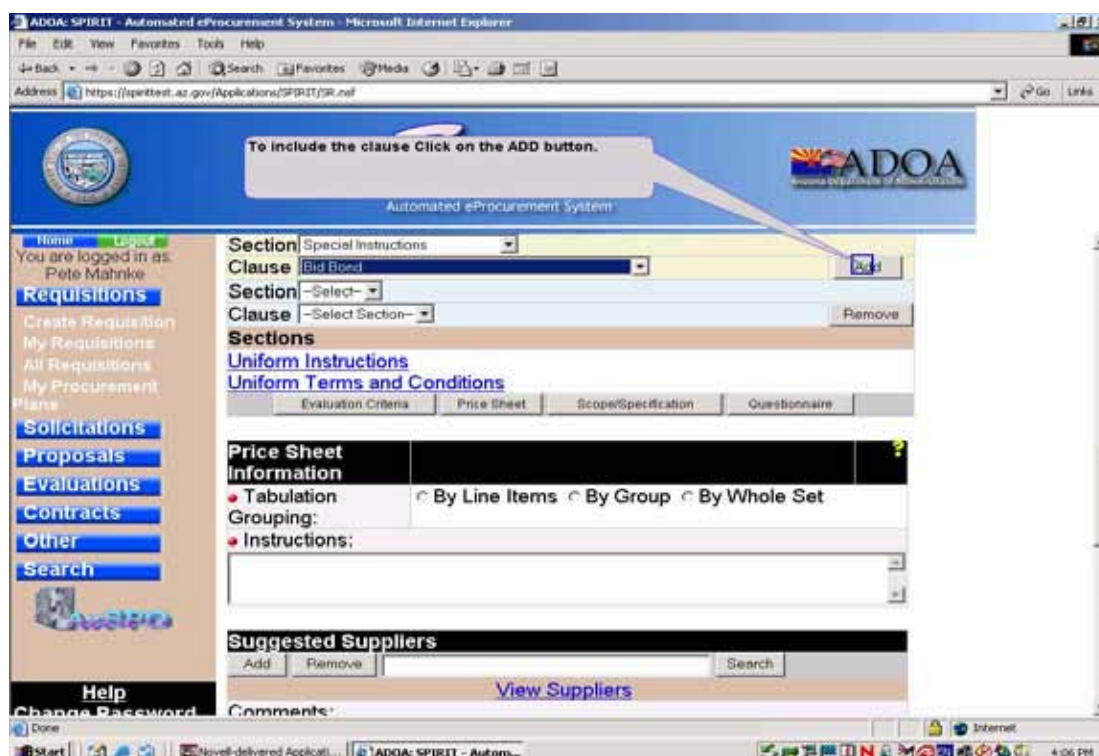 ADOA: SPIRIT - Automated eProcurement System - Microsoft Internet Explorer
File Edit View Favorites Tools Help
Back Search Favorites Media
Address https://spirittest.az.gov/Applications/SPIRIT/SR.nsf Go Links
To include the clause Click on the ADD button.
ADOA
Automated eProcurement System
Home Logout
You are logged in as:
Pete Mahnke
Requisitions
Create Requisition
My Requisitions
All Requisitions
My Procurement
Plans
Solicitations
Proposals
Evaluations
Contracts
Other
Search
Help
Change Password
Section Special Instructions
Clause Bid Bond Add
Section --Select--
Clause --Select Section-- Remove
Sections
Uniform Instructions
Uniform Terms and Conditions
Evaluation Criteria Price Sheet Scope/Specification Questionnaire
Price Sheet ?
Information
Tabulation By Line Items By Group By Whole Set
Grouping:
Instructions:
Suggested Suppliers
Add Remove Search
View Suppliers
Comments:
Done Internet
Start Novell-delivered Applicati... ADOA: SPIRIT - Autom... 4:06 PM